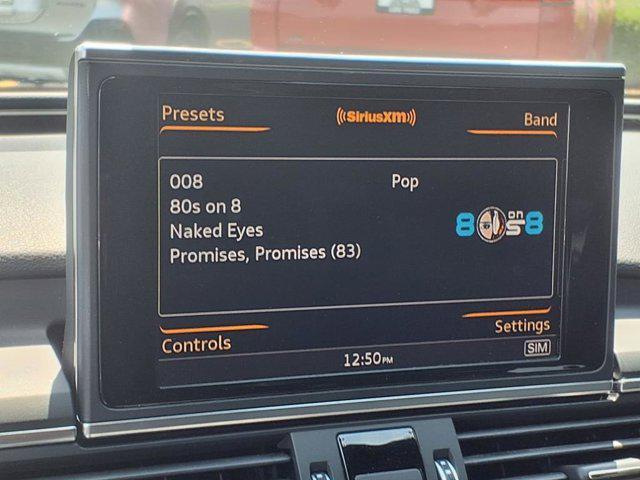 Presets
((SiriusXM))
Band
008
Pop
80s on 8
Naked Eyes
Promises, Promises (83)
80s on 8
Controls
Settings
12:50PM
SIM